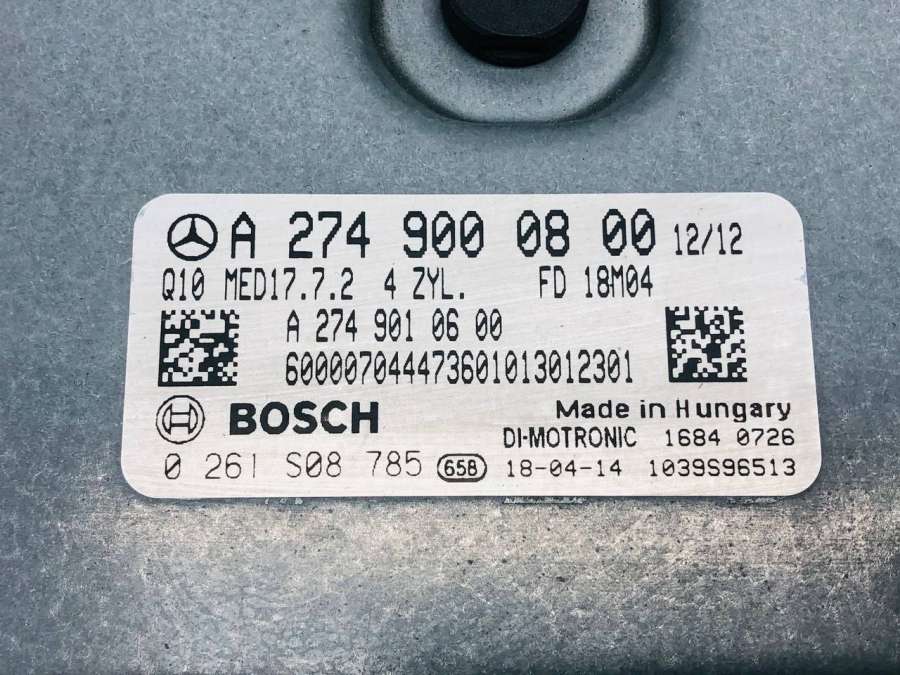 A 274 900 08 00 12/12
Q10 MED17.7.2 4 ZYL. FD 18M04
A 274 901 06 00
600007044473601013012301
BOSCH Made in Hungary
DI-MOTRONIC 1684 0726
0 261 S08 785 658 18-04-14 1039S96513